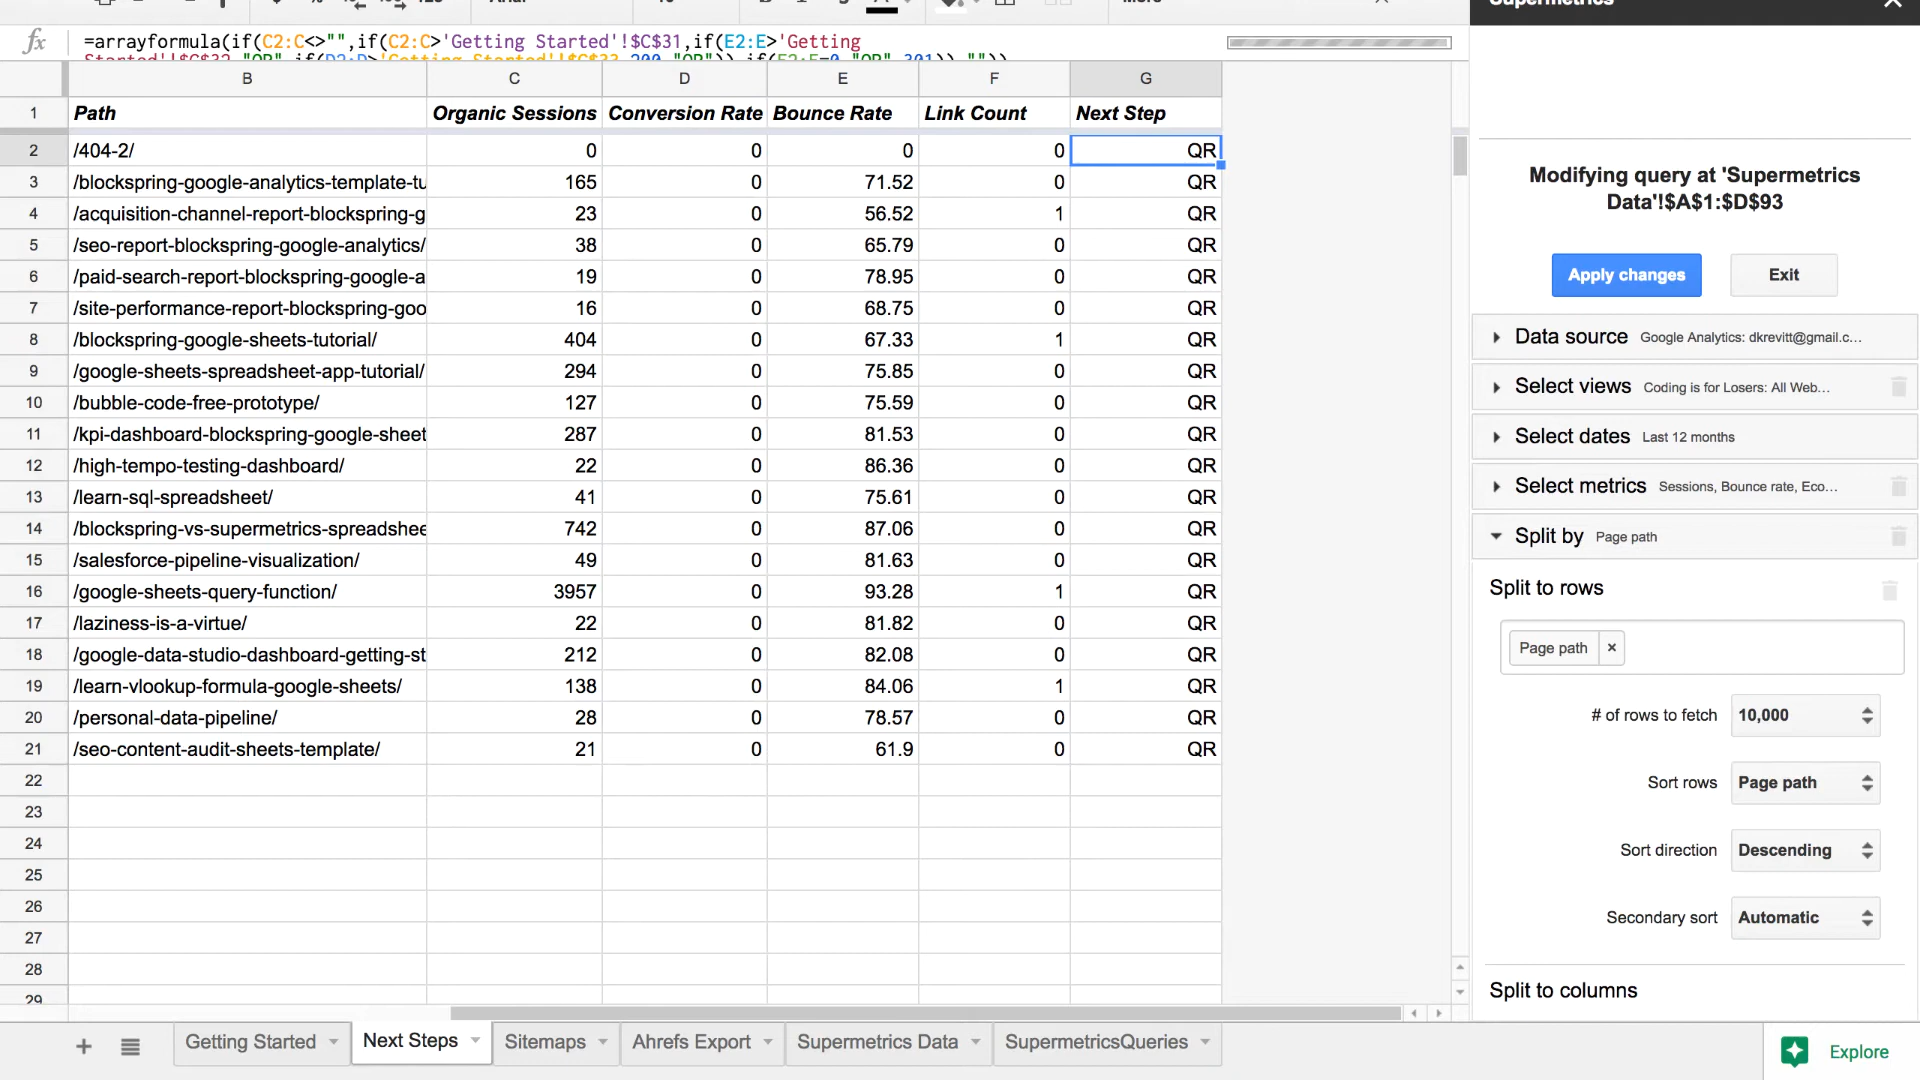 =arrayformula(if(C2:C<>"",if(C2:C>'Getting Started'!$C$31,if(E2:E>'Getting
B C D E F G
1 Path Organic Sessions Conversion Rate Bounce Rate Link Count Next Step
2 /404-2/ 0 0 0 0 QR
3 /blockspring-google-analytics-template-tu 165 0 71.52 0 QR
4 /acquisition-channel-report-blockspring-g 23 0 56.52 1 QR
5 /seo-report-blockspring-google-analytics/ 38 0 65.79 0 QR
6 /paid-search-report-blockspring-google-a 19 0 78.95 0 QR
7 /site-performance-report-blockspring-goo 16 0 68.75 0 QR
8 /blockspring-google-sheets-tutorial/ 404 0 67.33 1 QR
9 /google-sheets-spreadsheet-app-tutorial/ 294 0 75.85 0 QR
10 /bubble-code-free-prototype/ 127 0 75.59 0 QR
11 /kpi-dashboard-blockspring-google-sheet 287 0 81.53 0 QR
12 /high-tempo-testing-dashboard/ 22 0 86.36 0 QR
13 /learn-sql-spreadsheet/ 41 0 75.61 0 QR
14 /blockspring-vs-supermetrics-spreadshee 742 0 87.06 0 QR
15 /salesforce-pipeline-visualization/ 49 0 81.63 0 QR
16 /google-sheets-query-function/ 3957 0 93.28 1 QR
17 /laziness-is-a-virtue/ 22 0 81.82 0 QR
18 /google-data-studio-dashboard-getting-st 212 0 82.08 0 QR
19 /learn-vlookup-formula-google-sheets/ 138 0 84.06 1 QR
20 /personal-data-pipeline/ 28 0 78.57 0 QR
21 /seo-content-audit-sheets-template/ 21 0 61.9 0 QR
22
23
24
25
26
27
28
29
Getting Started Next Steps Sitemaps Ahrefs Export Supermetrics Data SupermetricsQueries
Supermetrics
Modifying query at 'Supermetrics
Data'!$A$1:$D$93
Apply changes Exit
Data source Google Analytics: dkrevitt@gmail.c...
Select views Coding is for Losers: All Web...
Select dates Last 12 months
Select metrics Sessions, Bounce rate, Eco...
Split by Page path
Split to rows
Page path ×
# of rows to fetch 10,000
Sort rows Page path
Sort direction Descending
Secondary sort Automatic
Split to columns
Explore